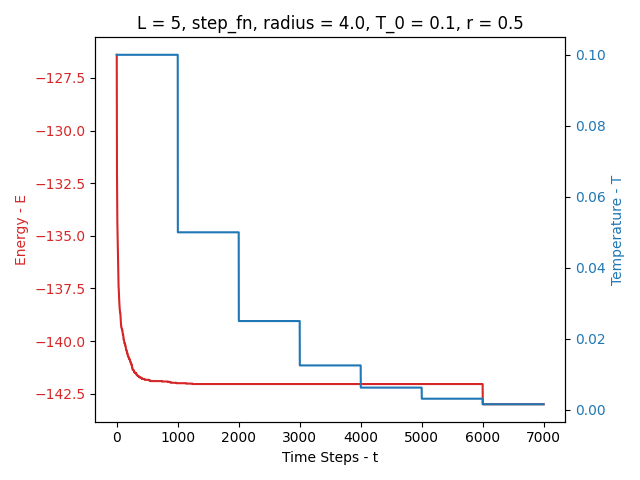 L = 5, step_fn, radius = 4.0, T_0 = 0.1, r = 0.5
−127.5
−130.0
−132.5
−135.0
−137.5
−140.0
−142.5
Energy - E
0.10
0.08
0.06
0.04
0.02
0.00
Temperature - T
0 1000 2000 3000 4000 5000 6000 7000
Time Steps - t